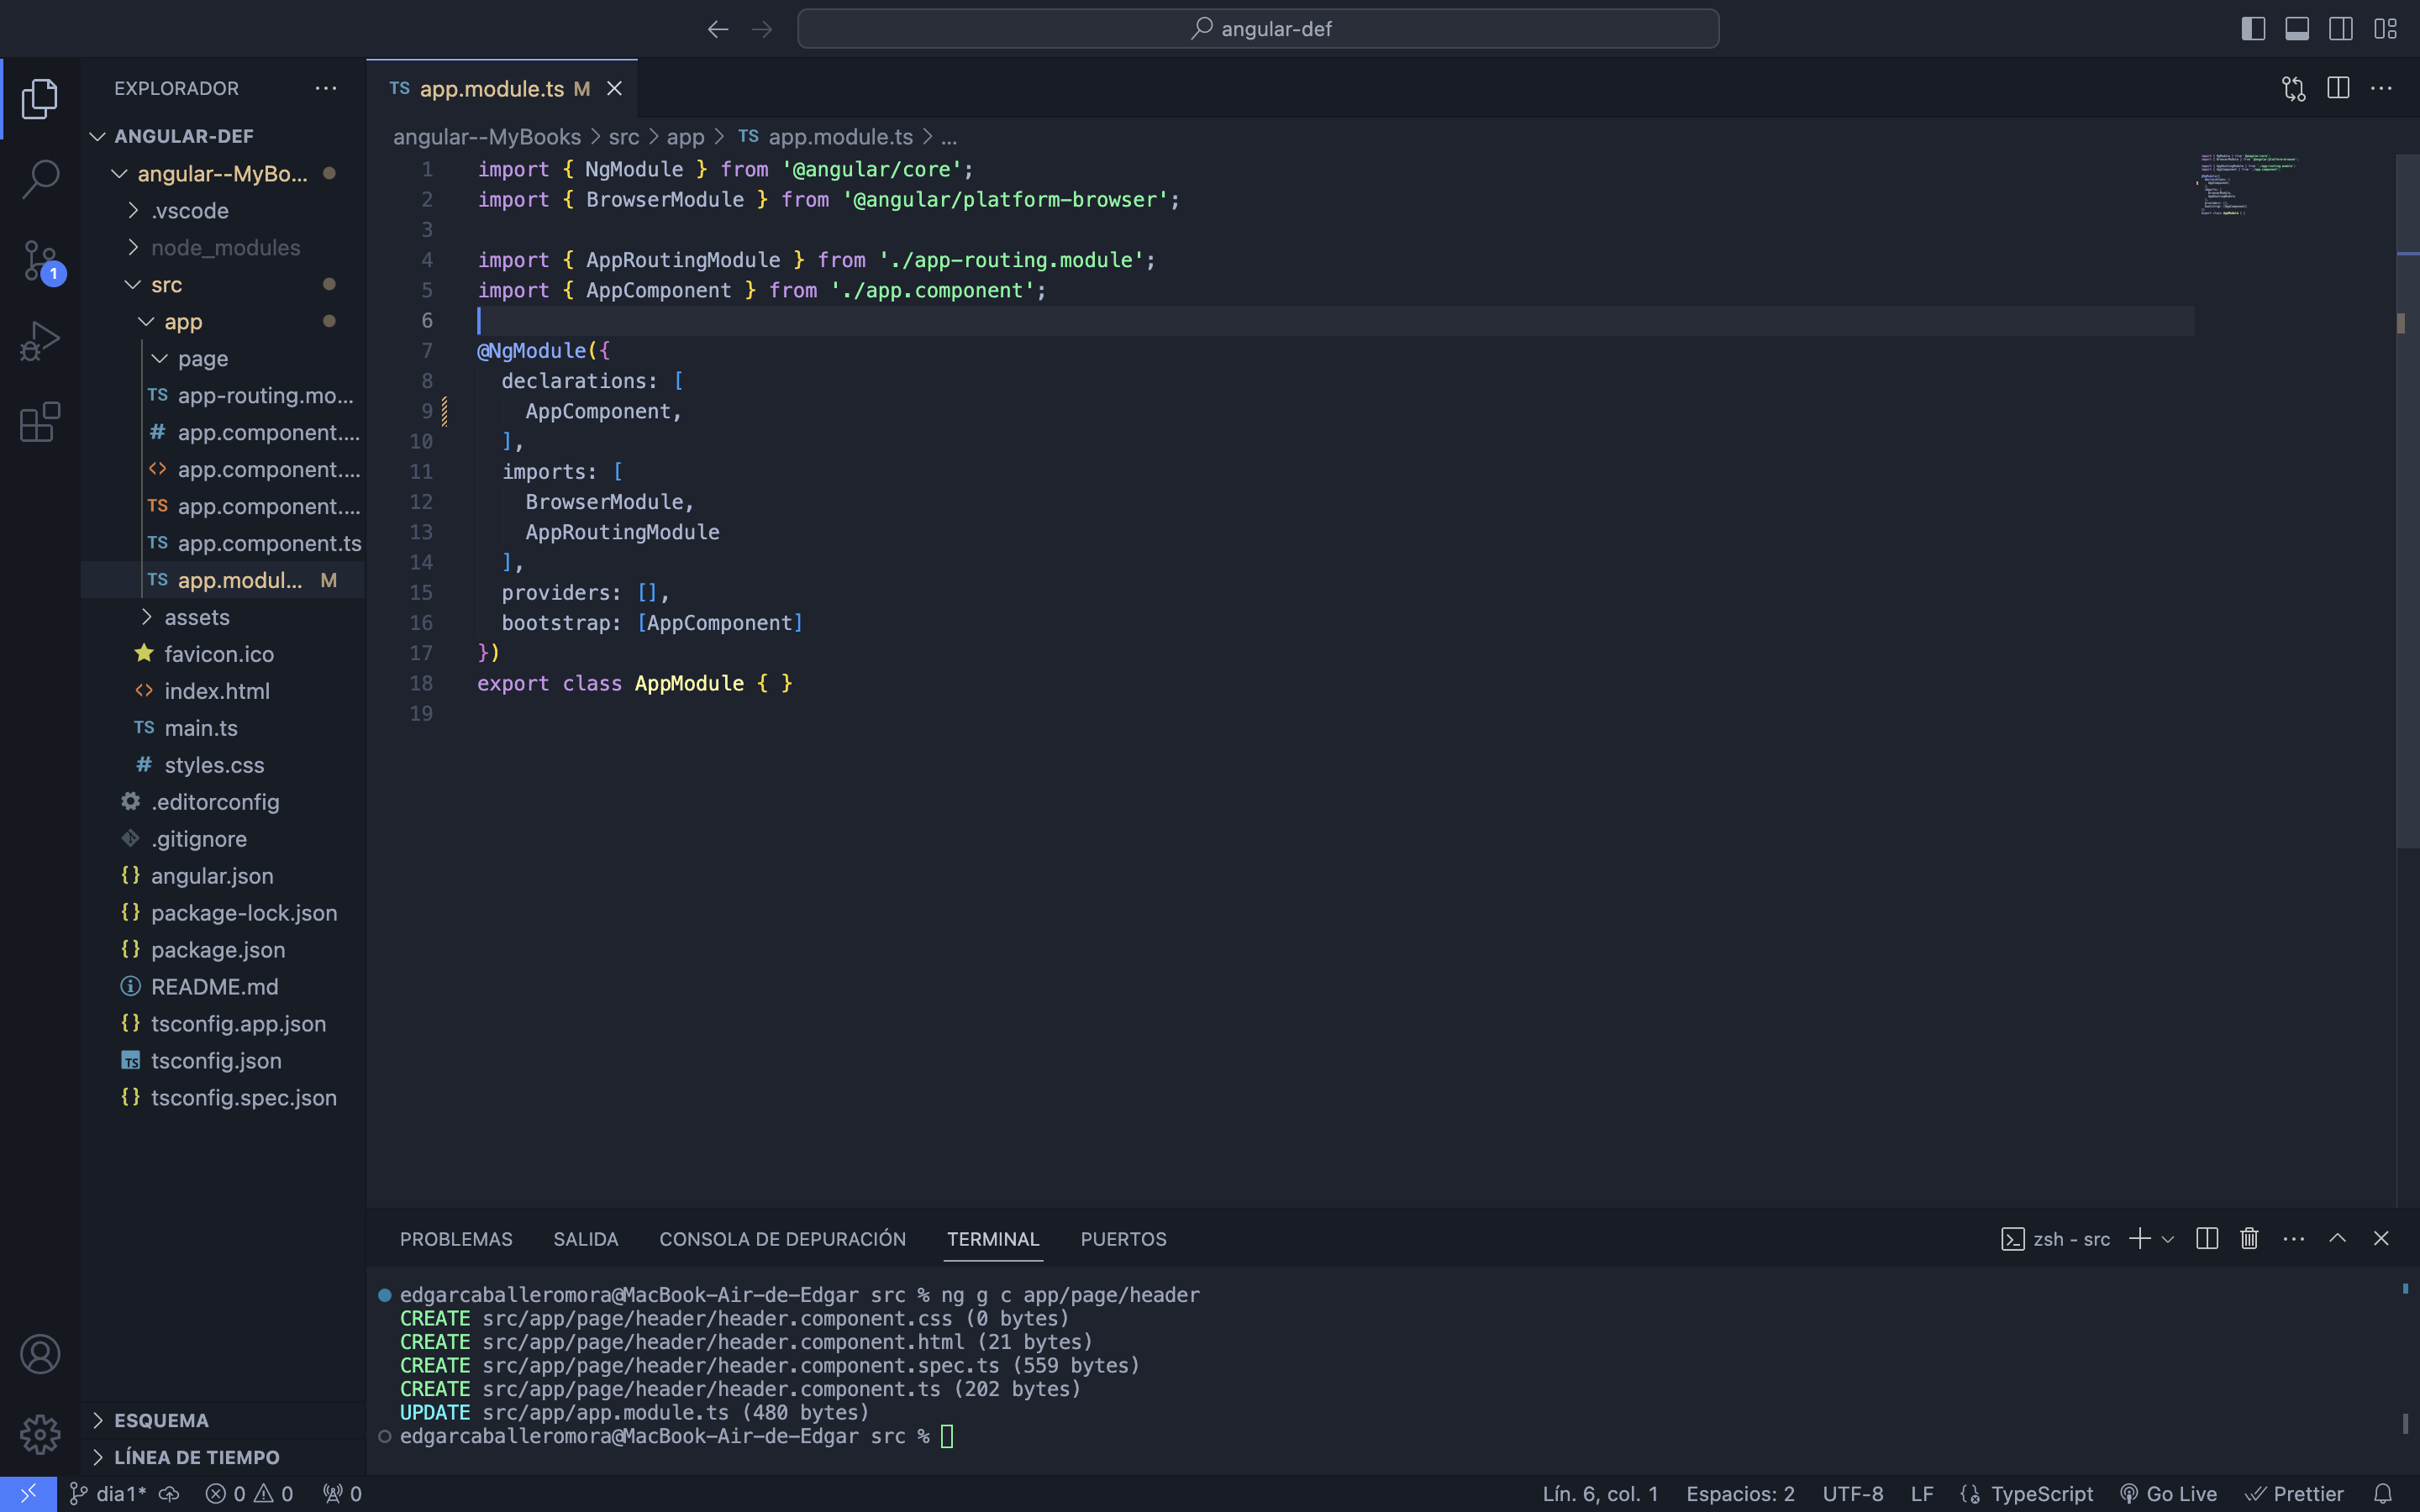 angular-def
EXPLORADOR
ANGULAR-DEF
angular--MyBo...
.vscode
node_modules
src
app
page
TS app-routing.mo...
# app.component....
<> app.component....
TS app.component....
TS app.component.ts
TS app.modul... M
assets
favicon.ico
<> index.html
TS main.ts
# styles.css
.editorconfig
.gitignore
{} angular.json
{} package-lock.json
{} package.json
README.md
{} tsconfig.app.json
TS tsconfig.json
{} tsconfig.spec.json
ESQUEMA
LÍNEA DE TIEMPO
1
TS app.module.ts M
angular--MyBooks > src > app > TS app.module.ts > ...
1 import { NgModule } from '@angular/core';
2 import { BrowserModule } from '@angular/platform-browser';
3
4 import { AppRoutingModule } from './app-routing.module';
5 import { AppComponent } from './app.component';
6
7 @NgModule({
8 declarations: [
9 AppComponent,
10 ],
11 imports: [
12 BrowserModule,
13 AppRoutingModule
14 ],
15 providers: [],
16 bootstrap: [AppComponent]
17 })
18 export class AppModule { }
19
PROBLEMAS SALIDA CONSOLA DE DEPURACIÓN TERMINAL PUERTOS
zsh - src
edgarcaballeromora@MacBook-Air-de-Edgar src % ng g c app/page/header
CREATE src/app/page/header/header.component.css (0 bytes)
CREATE src/app/page/header/header.component.html (21 bytes)
CREATE src/app/page/header/header.component.spec.ts (559 bytes)
CREATE src/app/page/header/header.component.ts (202 bytes)
UPDATE src/app/app.module.ts (480 bytes)
edgarcaballeromora@MacBook-Air-de-Edgar src %
dia1* 0 0 0
Lín. 6, col. 1 Espacios: 2 UTF-8 LF TypeScript Go Live Prettier